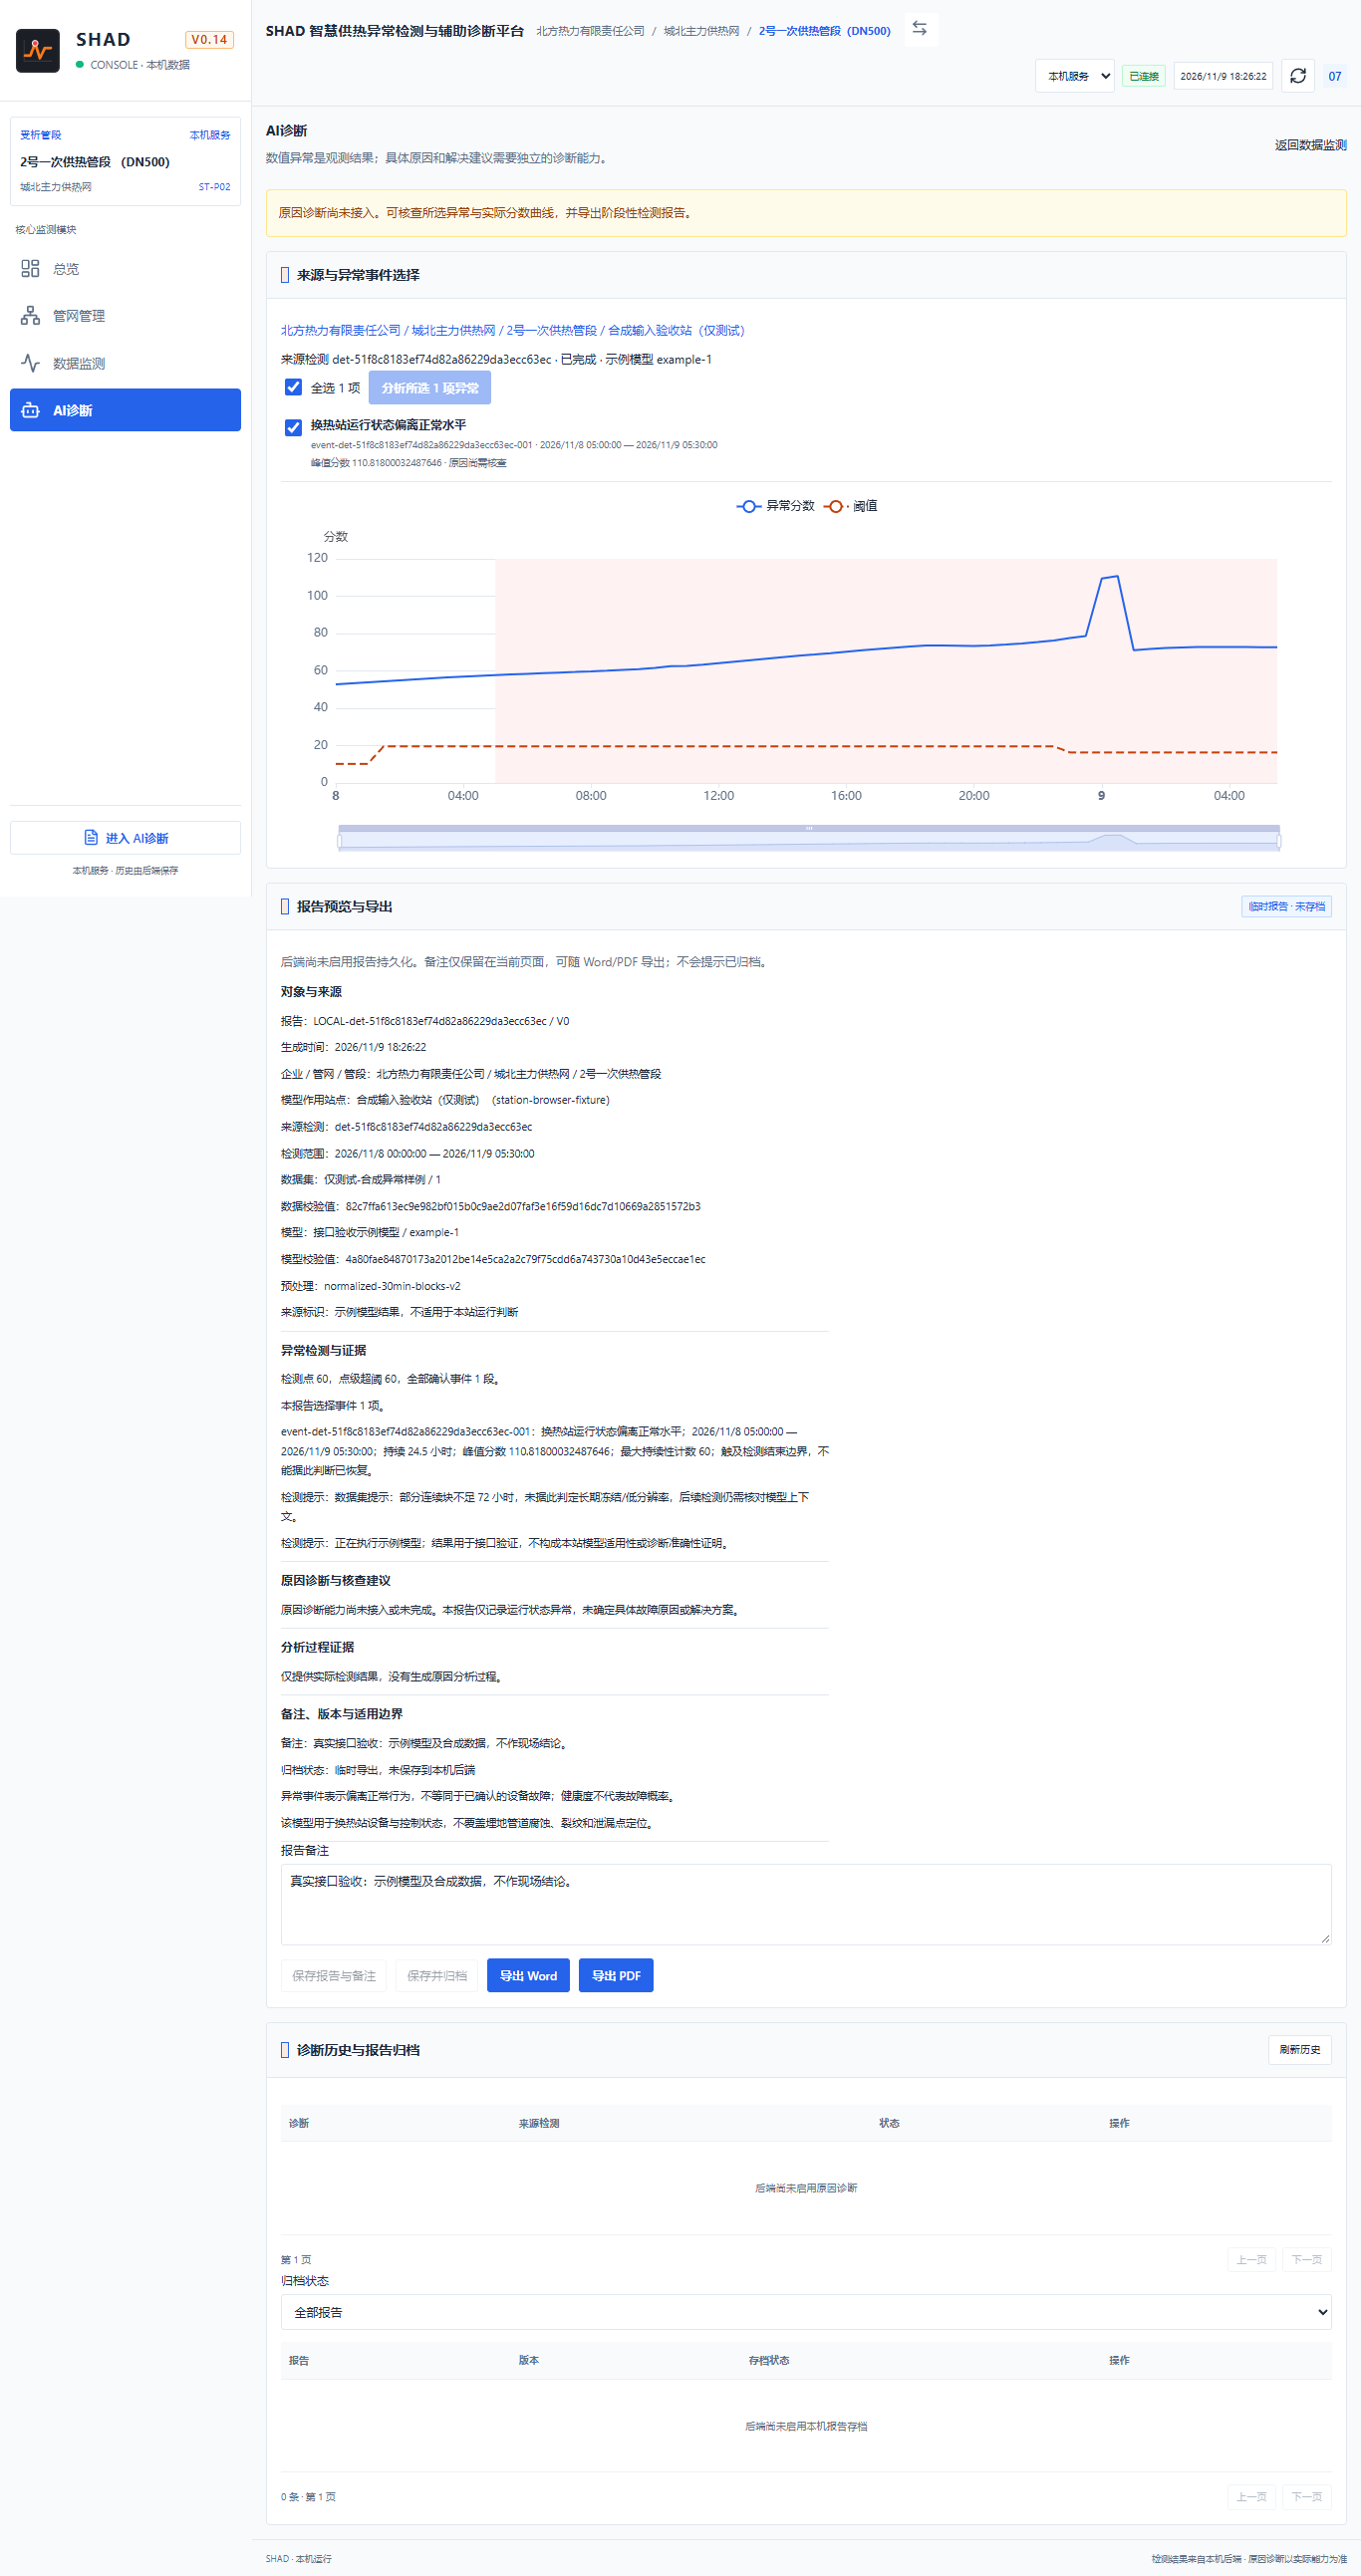 SHAD
V0.14
CONSOLE · 本机数据
受析管段
本机服务
2号一次供热管段 （DN500）
城北主力供热网
ST-P02
核心监测模块
总览
管网管理
数据监测
AI诊断
进入 AI诊断
本机服务 · 历史由后端保存
SHAD 智慧供热异常检测与辅助诊断平台
北方热力有限责任公司 / 城北主力供热网 / 2号一次供热管段（DN500）
本机服务
已连接
2026/11/9 18:26:22
07
AI诊断
数值异常是观测结果；具体原因和解决建议需要独立的诊断能力。
返回数据监测
原因诊断尚未接入。可核查所选异常与实际分数曲线，并导出阶段性检测报告。
来源与异常事件选择
北方热力有限责任公司 / 城北主力供热网 / 2号一次供热管段 / 合成输入验收站（仅测试）
来源检测 det-51f8c8183ef74d82a86229da3ecc63ec · 已完成 · 示例模型 example-1
全选 1 项
分析所选 1 项异常
换热站运行状态偏离正常水平
event-det-51f8c8183ef74d82a86229da3ecc63ec-001 · 2026/11/8 05:00:00 — 2026/11/9 05:30:00
峰值分数 110.81800032487646 · 原因尚需核查
异常分数
阈值
分数
120
100
80
60
40
20
0
8
04:00
08:00
12:00
16:00
20:00
9
04:00
报告预览与导出
临时报告 · 未存档
后端尚未启用报告持久化。备注仅保留在当前页面，可随 Word/PDF 导出；不会提示已归档。
对象与来源
报告：LOCAL-det-51f8c8183ef74d82a86229da3ecc63ec / V0
生成时间：2026/11/9 18:26:22
企业 / 管网 / 管段：北方热力有限责任公司 / 城北主力供热网 / 2号一次供热管段
模型作用站点：合成输入验收站（仅测试）（station-browser-fixture）
来源检测：det-51f8c8183ef74d82a86229da3ecc63ec
检测范围：2026/11/8 00:00:00 — 2026/11/9 05:30:00
数据集：仅测试-合成异常样例 / 1
数据校验值：82c7ffa613ec9e982bf015b0c9ae2d07faf3e16f59d16dc7d10669a2851572b3
模型：接口验收示例模型 / example-1
模型校验值：4a80fae84870173a2012be14e5ca2a2c79f75cdd6a743730a10d43e5eccae1ec
预处理：normalized-30min-blocks-v2
来源标识：示例模型结果，不适用于本站运行判断
异常检测与证据
检测点 60，点级超阈 60，全部确认事件 1 段。
本报告选择事件 1 项。
event-det-51f8c8183ef74d82a86229da3ecc63ec-001：换热站运行状态偏离正常水平；2026/11/8 05:00:00 —
2026/11/9 05:30:00；持续 24.5 小时；峰值分数 110.81800032487646；最大持续性计数 60；触及检测结束边界，不
能据此判断已恢复。
检测提示：数据集提示：部分连续块不足 72 小时，未据此判定长期冻结/低分辨率，后续检测仍需核对模型上下
文。
检测提示：正在执行示例模型；结果用于接口验证，不构成本站模型适用性或诊断准确性证明。
原因诊断与核查建议
原因诊断能力尚未接入或未完成。本报告仅记录运行状态异常，未确定具体故障原因或解决方案。
分析过程证据
仅提供实际检测结果，没有生成原因分析过程。
备注、版本与适用边界
备注：真实接口验收：示例模型及合成数据，不作现场结论。
归档状态：临时导出，未保存到本机后端
异常事件表示偏离正常行为，不等同于已确认的设备故障；健康度不代表故障概率。
该模型用于换热站设备与控制状态，不覆盖埋地管道腐蚀、裂纹和泄漏点定位。
报告备注
真实接口验收：示例模型及合成数据，不作现场结论。
保存报告与备注
保存并归档
导出 Word
导出 PDF
诊断历史与报告归档
刷新历史
诊断
来源检测
状态
操作
后端尚未启用原因诊断
第 1 页
上一页
下一页
归档状态
全部报告
报告
版本
存档状态
操作
后端尚未启用本机报告存档
0 条 · 第 1 页
上一页
下一页
SHAD · 本机运行
检测结果来自本机后端 · 原因诊断以实际能力为准